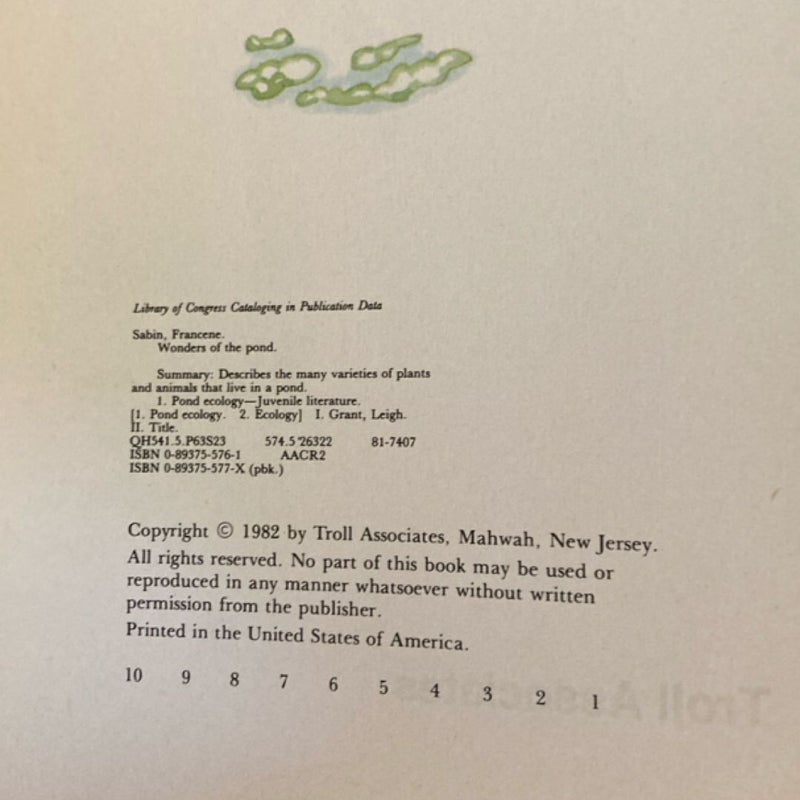 Library of Congress Cataloging in Publication Data
Sabin, Francene.
Wonders of the pond.
Summary: Describes the many varieties of plants
and animals that live in a pond.
1. Pond ecology—Juvenile literature.
[1. Pond ecology. 2. Ecology] I. Grant, Leigh.
II. Title.
QH541.5.P63S23 574.5'26322 81-7407
ISBN 0-89375-576-1 AACR2
ISBN 0-89375-577-X (pbk.)
Copyright © 1982 by Troll Associates, Mahwah, New Jersey.
All rights reserved. No part of this book may be used or
reproduced in any manner whatsoever without written
permission from the publisher.
Printed in the United States of America.
10 9 8 7 6 5 4 3 2 1
Troll Associates